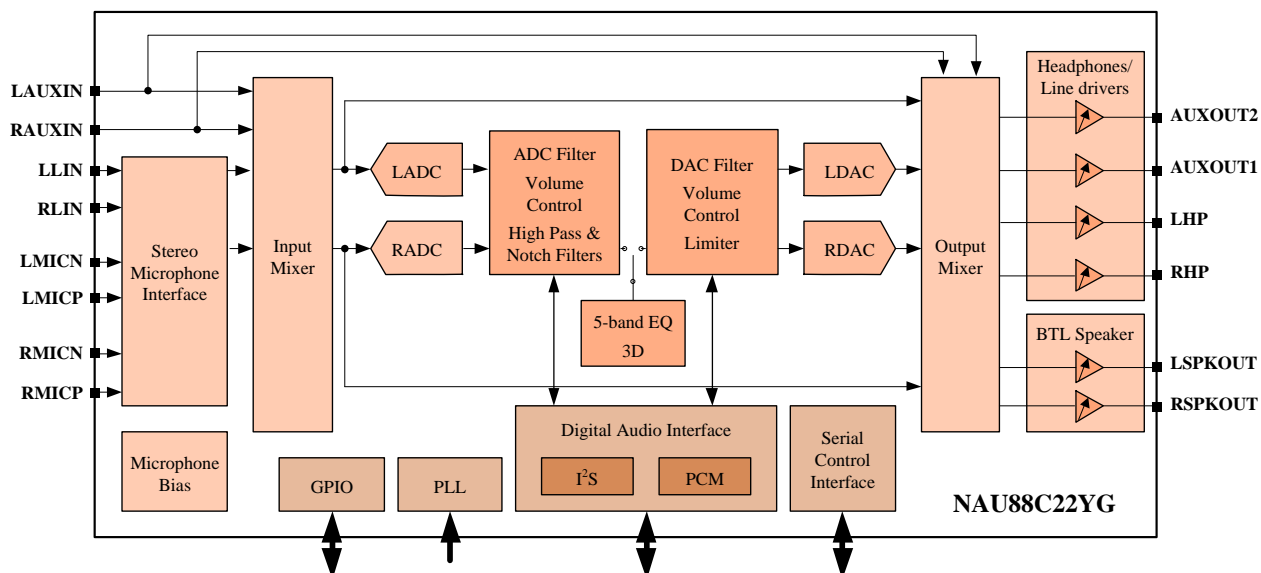 LAUXIN
RAUXIN
LLIN
RLIN
LMICN
LMICP
RMICN
RMICP
Stereo
Microphone
Interface
Microphone
Bias
Input
Mixer
LADC
RADC
ADC Filter
Volume
Control
High Pass &
Notch Filters
DAC Filter
Volume
Control
Limiter
5-band EQ
3D
LDAC
RDAC
Output
Mixer
Headphones/
Line drivers
BTL Speaker
AUXOUT2
AUXOUT1
LHP
RHP
LSPKOUT
RSPKOUT
GPIO
PLL
Digital Audio Interface
I²S
PCM
Serial
Control
Interface
NAU88C22YG